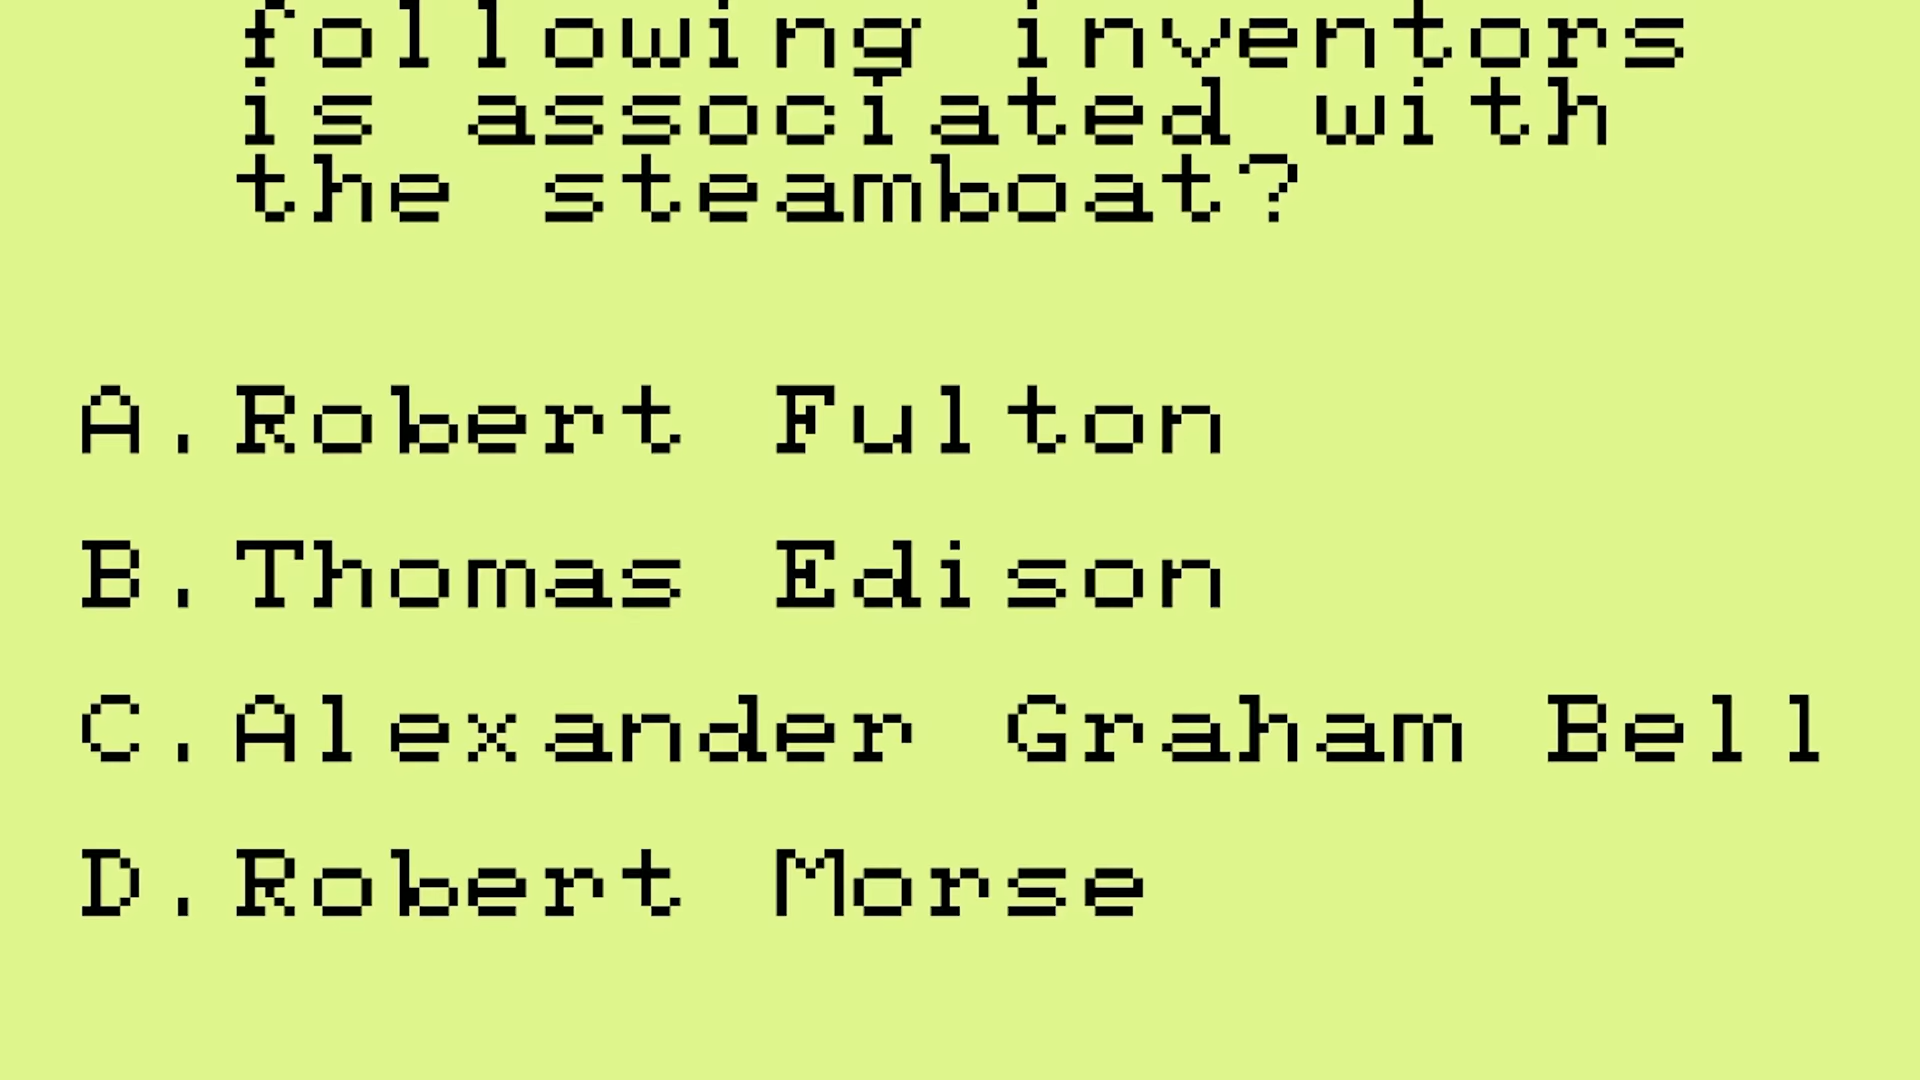 following inventors
is associated with
the steamboat?
A. Robert Fulton
B. Thomas Edison
C. Alexander Graham Bell
D. Robert Morse